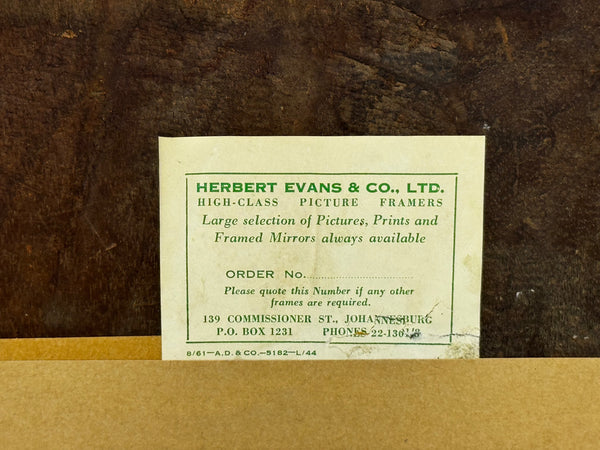 HERBERT EVANS & CO., LTD.
HIGH-CLASS PICTURE FRAMERS
Large selection of Pictures, Prints and
Framed Mirrors always available
ORDER No.
Please quote this Number if any other
frames are required.
139 COMMISSIONER ST., JOHANNESBURG
P.O. BOX 1231 PHONES
8/61—A.D. & CO.—5182—L/44